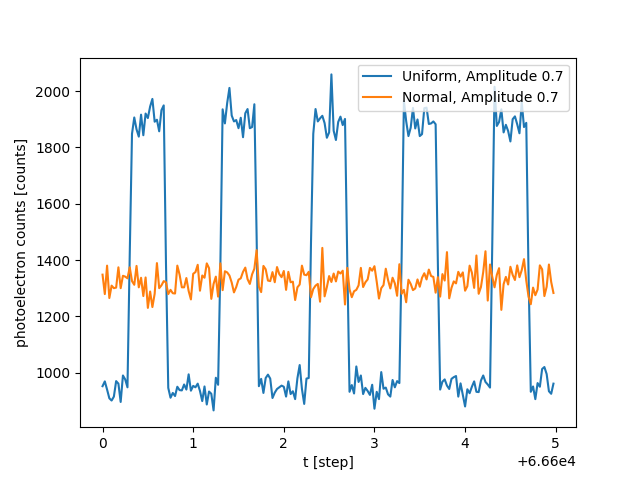 Uniform, Amplitude 0.7
Normal, Amplitude 0.7
photoelectron counts [counts]
2000
1800
1600
1400
1200
1000
0 1 2 3 4 5
t [step]
+6.66e4